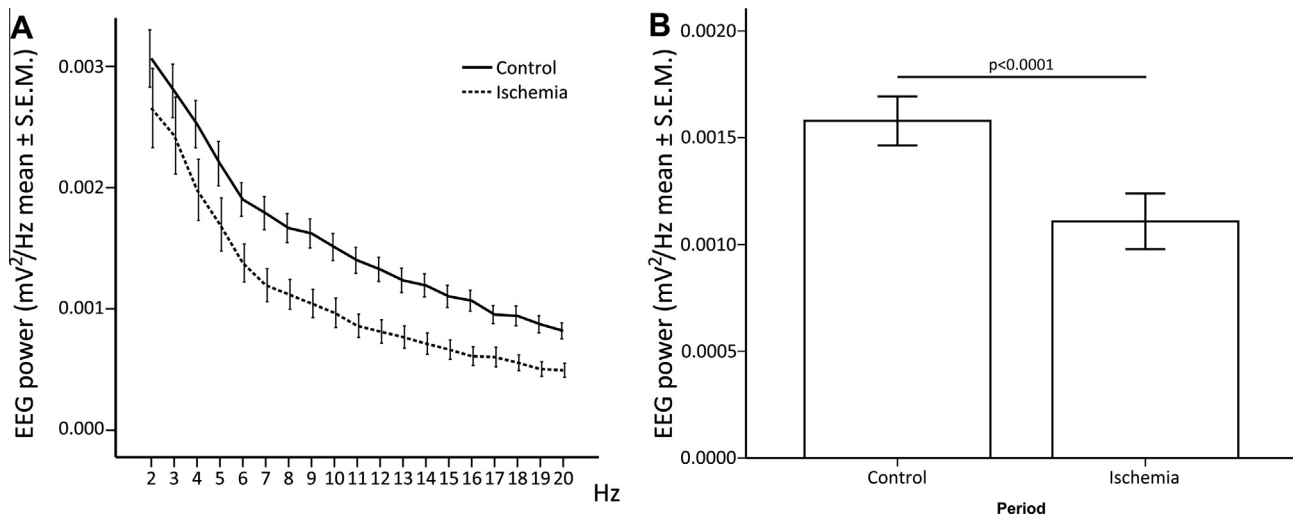 A
EEG power (mV²/Hz mean ± S.E.M.)
0.003
0.002
0.001
0.000
Control
Ischemia
2 3 4 5 6 7 8 9 10 11 12 13 14 15 16 17 18 19 20
Hz
B
EEG power (mV²/Hz mean ± S.E.M.)
0.0020
0.0015
0.0010
0.0005
0.0000
p<0.0001
Control Ischemia
Period